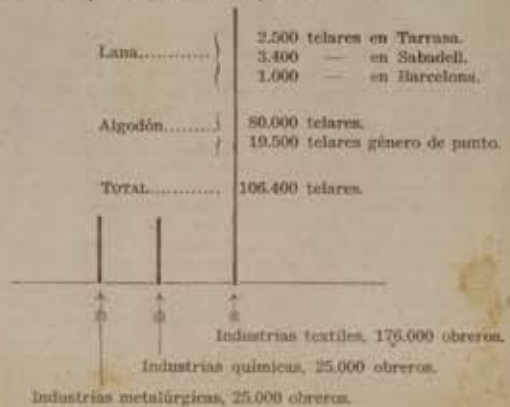 Lana........... 2.500 telares en Tarrasa.
3.400 — en Sabadell.
1.000 — en Barcelona.
Algodón........ 80.000 telares.
19.500 telares género de punto.
TOTAL............ 106.400 telares.
Industrias textiles, 176.000 obreros.
Industrias químicas, 25.000 obreros.
Industrias metalúrgicas, 25.000 obreros.